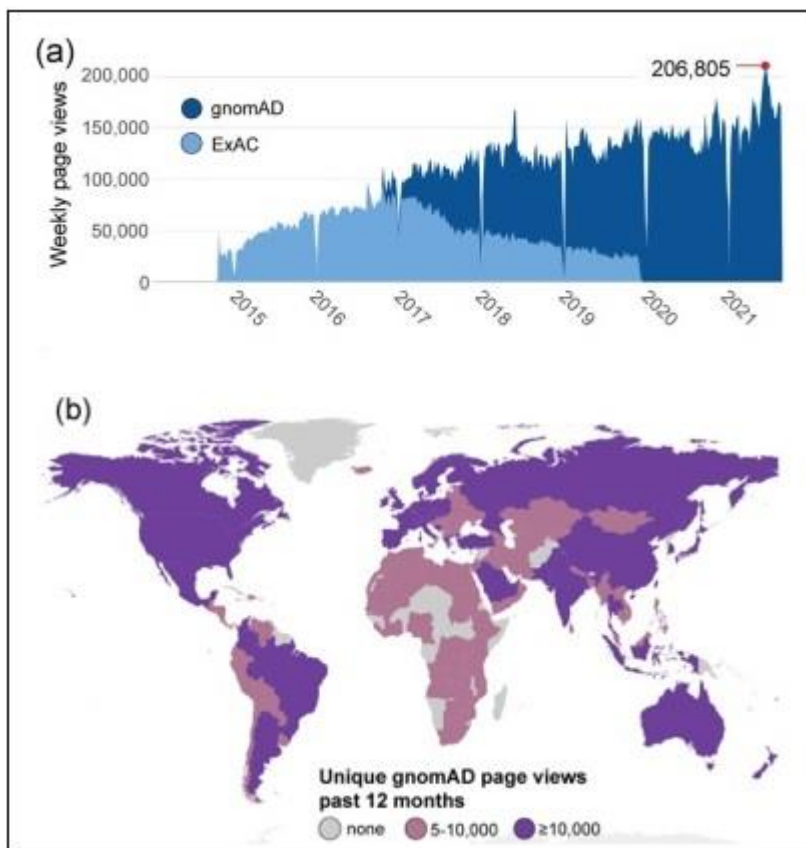 (a)
206,805
200,000
150,000
100,000
50,000
0
Weekly page views
gnomAD
ExAC
2015
2016
2017
2018
2019
2020
2021
(b)
Unique gnomAD page views
past 12 months
none
5-10,000
≥10,000